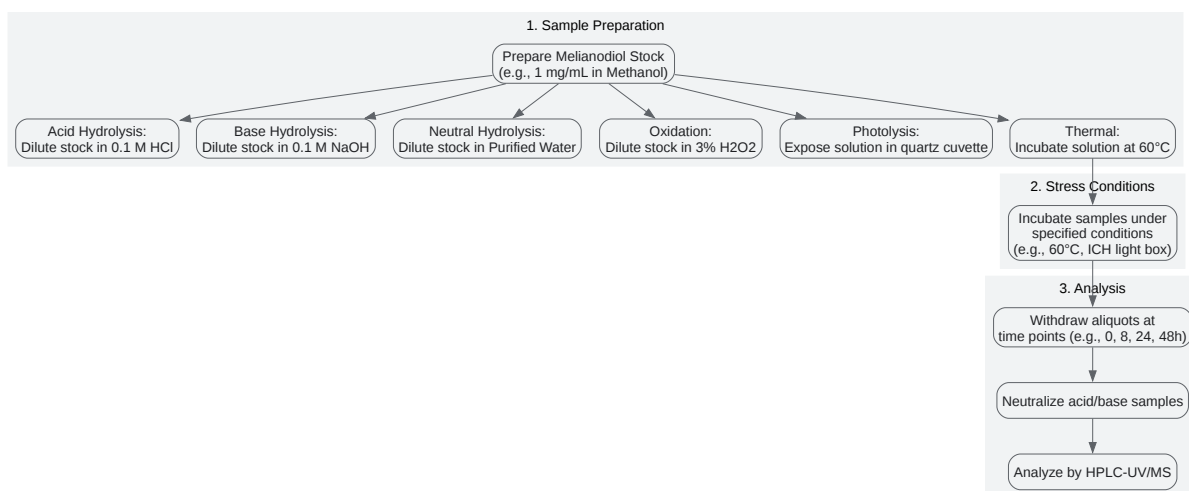 1. Sample Preparation
Prepare Melianodiol Stock
(e.g., 1 mg/mL in Methanol)
Acid Hydrolysis:
Dilute stock in 0.1 M HCl
Base Hydrolysis:
Dilute stock in 0.1 M NaOH
Neutral Hydrolysis:
Dilute stock in Purified Water
Oxidation:
Dilute stock in 3% H2O2
Photolysis:
Expose solution in quartz cuvette
Thermal:
Incubate solution at 60°C
2. Stress Conditions
Incubate samples under
specified conditions
(e.g., 60°C, ICH light box)
3. Analysis
Withdraw aliquots at
time points (e.g., 0, 8, 24, 48h)
Neutralize acid/base samples
Analyze by HPLC-UV/MS